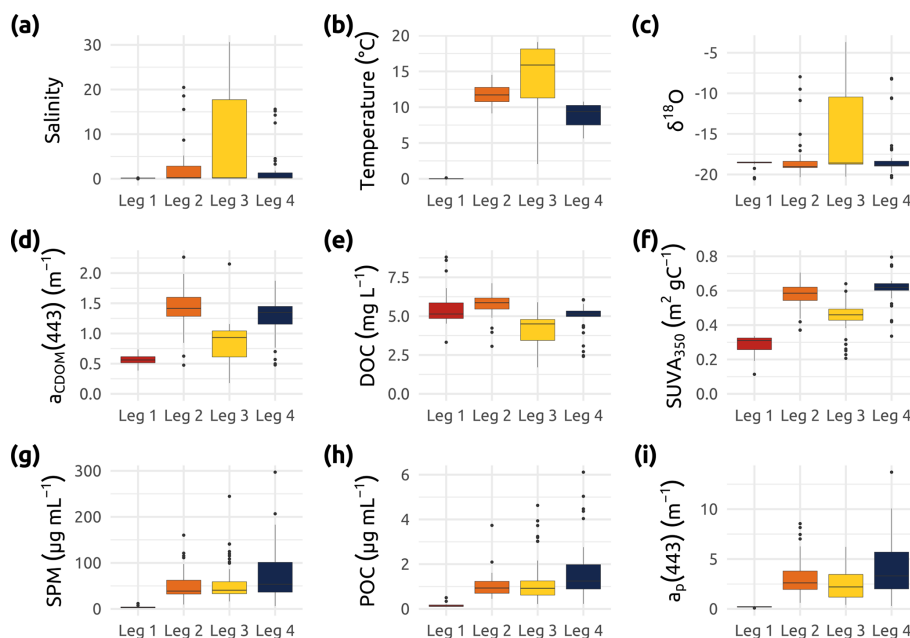 (a) (b) (c)
Salinity
30
20
10
0
Leg 1 Leg 2 Leg 3 Leg 4
Temperature (°C)
20
15
10
5
0
Leg 1 Leg 2 Leg 3 Leg 4
δ¹⁸O
-5
-10
-15
-20
Leg 1 Leg 2 Leg 3 Leg 4
(d) (e) (f)
a_CDOM(443) (m⁻¹)
2.0
1.5
1.0
0.5
0.0
Leg 1 Leg 2 Leg 3 Leg 4
DOC (mg L⁻¹)
7.5
5.0
2.5
0.0
Leg 1 Leg 2 Leg 3 Leg 4
SUVA₃₅₀ (m² gC⁻¹)
0.8
0.6
0.4
0.2
0.0
Leg 1 Leg 2 Leg 3 Leg 4
(g) (h) (i)
SPM (µg mL⁻¹)
300
200
100
50
0
Leg 1 Leg 2 Leg 3 Leg 4
POC (µg mL⁻¹)
6
4
2
0
Leg 1 Leg 2 Leg 3 Leg 4
aₚ(443) (m⁻¹)
10
5
0
Leg 1 Leg 2 Leg 3 Leg 4